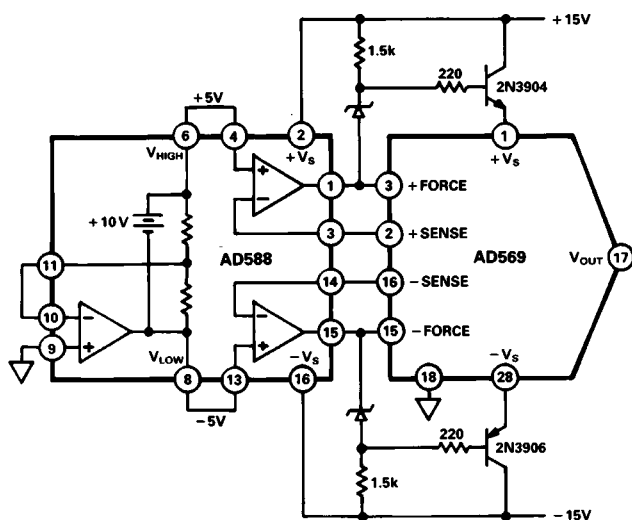 +15V
1.5k
220
2N3904
+5V
6
4
2
1
VHIGH
+VS
+VS
+
−
1
3
+ FORCE
+10 V
3
2
+ SENSE
AD588
AD569
VOUT
17
11
14
16
− SENSE
10
−
−
9
+
+
15
15
− FORCE
VLOW
−VS
−VS
8
13
16
18
28
−5V
220
2N3906
1.5k
−15V